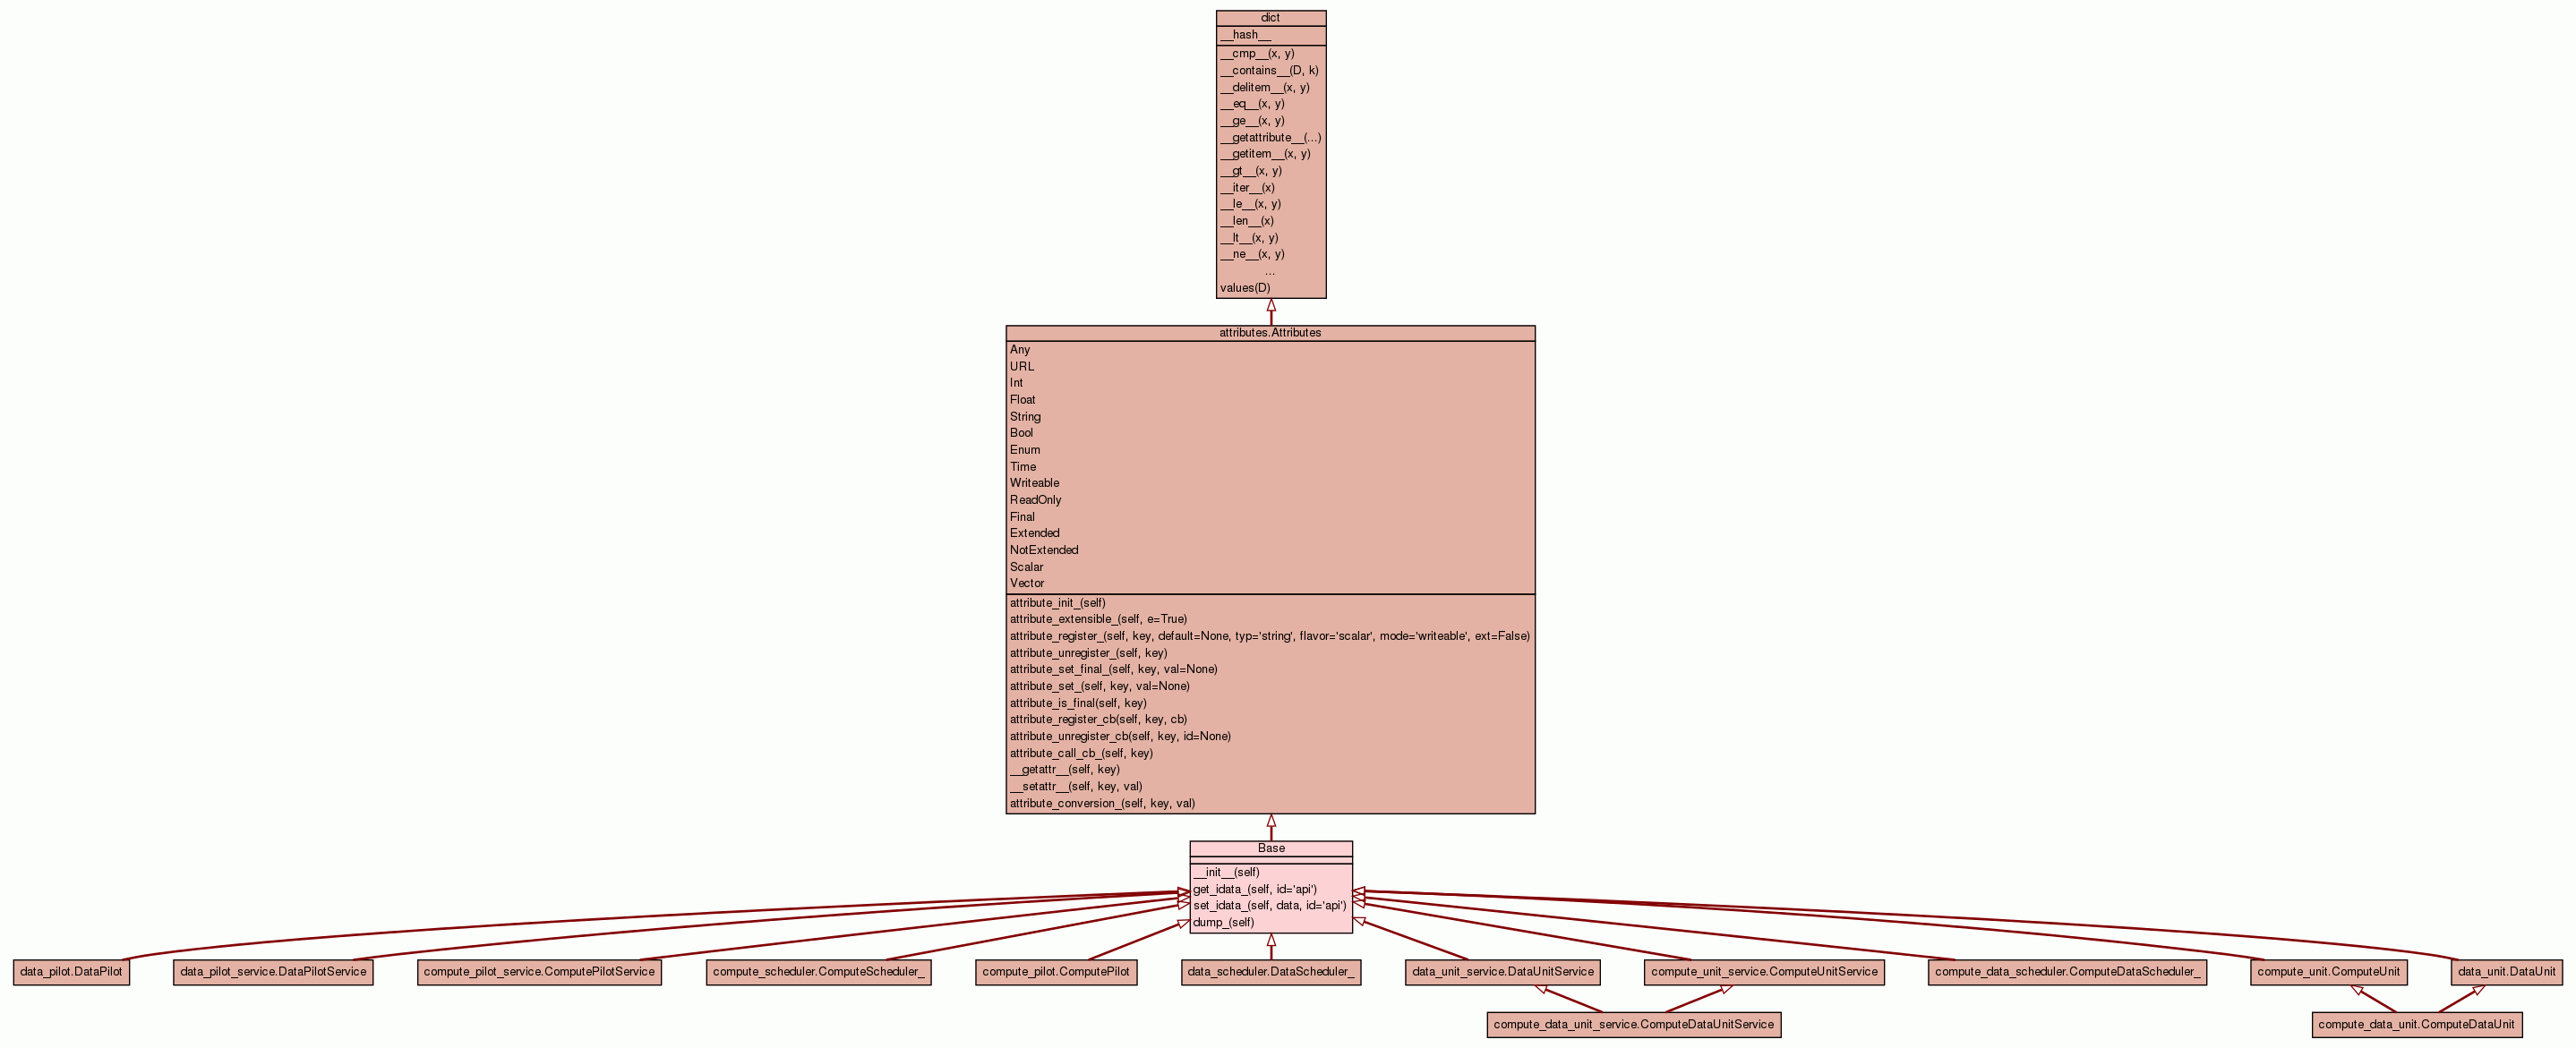 dict
__hash__
__cmp__(x, y)
__contains__(D, k)
__delitem__(x, y)
__eq__(x, y)
__ge__(x, y)
__getattribute__(...)
__getitem__(x, y)
__gt__(x, y)
__iter__(x)
__le__(x, y)
__len__(x)
__lt__(x, y)
__ne__(x, y)
...
values(D)
attributes.Attributes
Any
URL
Int
Float
String
Bool
Enum
Time
Writeable
ReadOnly
Final
Extended
NotExtended
Scalar
Vector
attribute_init_(self)
attribute_extensible_(self, e=True)
attribute_register_(self, key, default=None, typ='string', flavor='scalar', mode='writeable', ext=False)
attribute_unregister_(self, key)
attribute_set_final_(self, key, val=None)
attribute_set_(self, key, val=None)
attribute_is_final(self, key)
attribute_register_cb(self, key, cb)
attribute_unregister_cb(self, key, id=None)
attribute_call_cb_(self, key)
__getattr__(self, key)
__setattr__(self, key, val)
attribute_conversion_(self, key, val)
Base
__init__(self)
get_idata_(self, id='api')
set_idata_(self, data, id='api')
dump_(self)
data_pilot.DataPilot
data_pilot_service.DataPilotService
compute_pilot_service.ComputePilotService
compute_scheduler.ComputeScheduler_
compute_pilot.ComputePilot
data_scheduler.DataScheduler_
data_unit_service.DataUnitService
compute_unit_service.ComputeUnitService
compute_data_scheduler.ComputeDataScheduler_
compute_unit.ComputeUnit
data_unit.DataUnit
compute_data_unit_service.ComputeDataUnitService
compute_data_unit.ComputeDataUnit